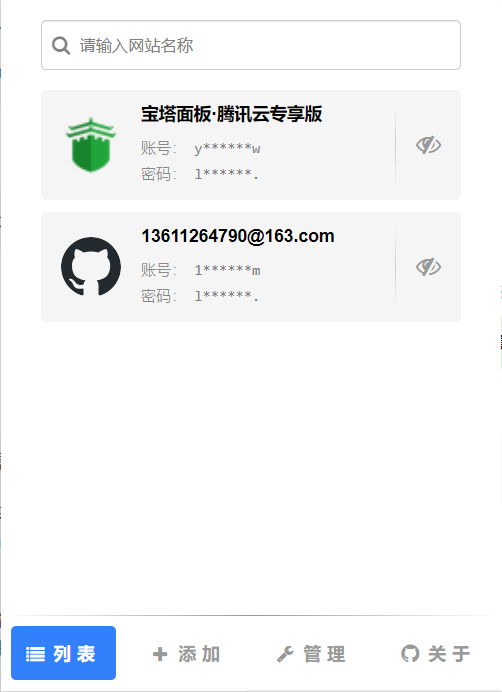 请输入网站名称
宝塔面板·腾讯云专享版
账号: y******w
密码: l******.
13611264790@163.com
账号: 1******m
密码: l******.
列表 添加 管理 关于